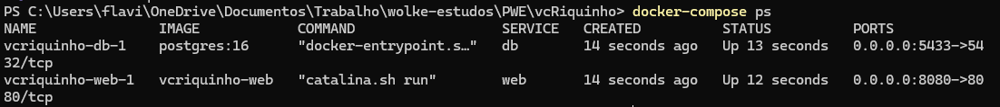 PS C:\Users\flavi\OneDrive\Documentos\Trabalho\wolke-estudos\PWE\vcRiquinho> docker-compose ps
NAME IMAGE COMMAND SERVICE CREATED STATUS PORTS
vcriquinho-db-1 postgres:16 "docker-entrypoint.s…" db 14 seconds ago Up 13 seconds 0.0.0.0:5433->54
32/tcp
vcriquinho-web-1 vcriquinho-web "catalina.sh run" web 14 seconds ago Up 12 seconds 0.0.0.0:8080->80
80/tcp